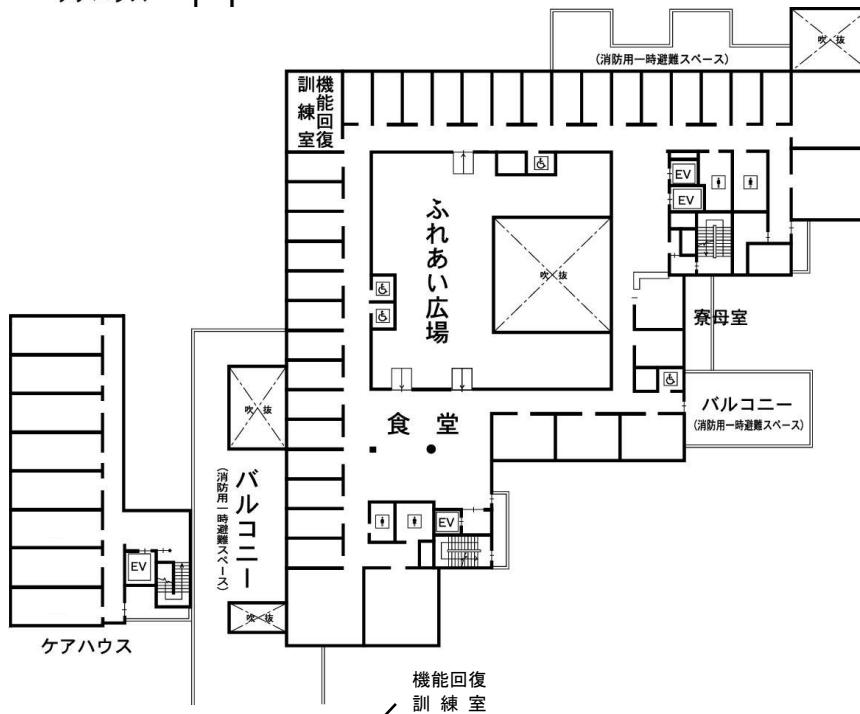 吹抜
(消防用一時避難スペース)
機能回復
訓練室
EV
EV
ふれあい広場
吹抜
寮母室
吹抜
食堂
バルコニー
(消防用一時避難スペース)
バルコニー
(消防用一時避難スペース)
EV
EV
吹抜
ケアハウス
機能回復
訓練室